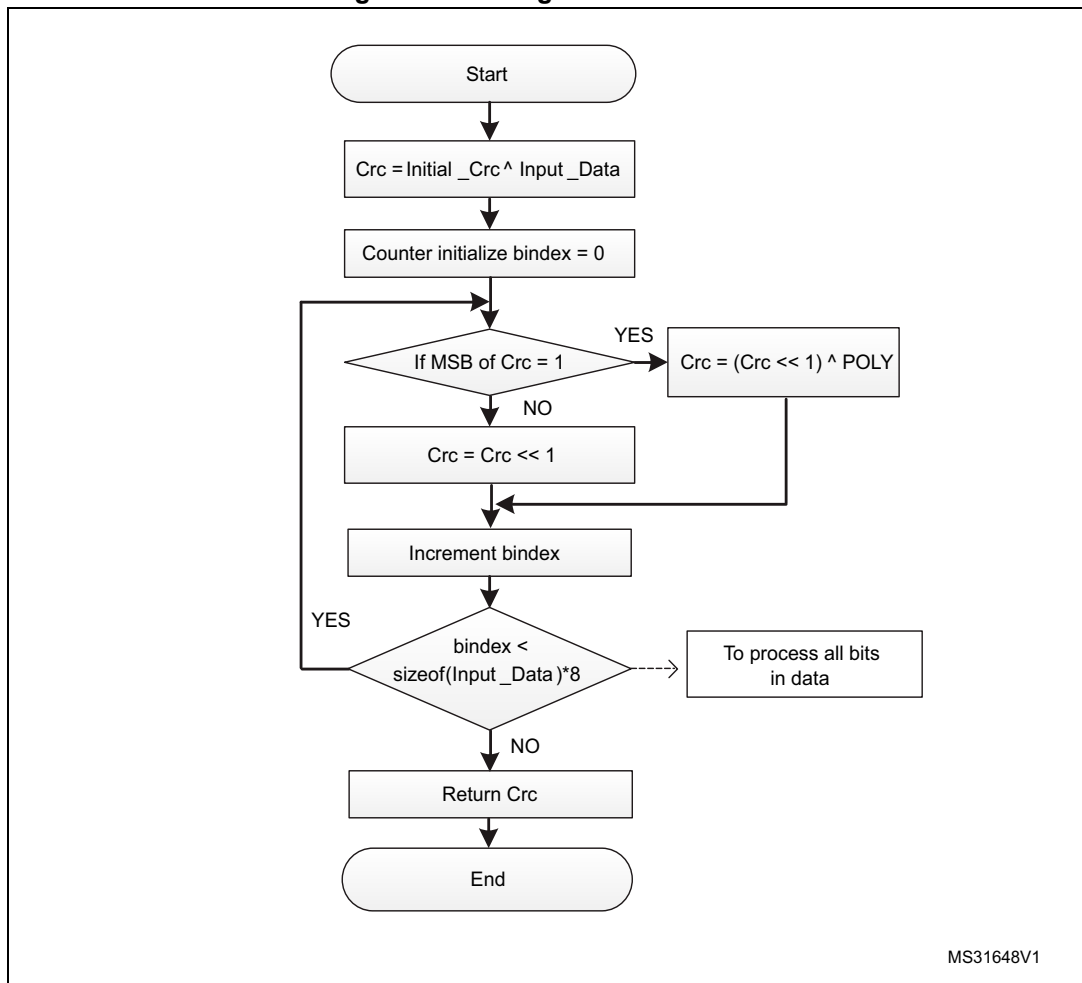 Start
Crc = Initial _Crc ^ Input _Data
Counter initialize bindex = 0
If MSB of Crc = 1
YES
Crc = (Crc << 1) ^ POLY
NO
Crc = Crc << 1
Increment bindex
YES
bindex <
sizeof(Input _Data )*8
To process all bits
in data
NO
Return Crc
End
MS31648V1